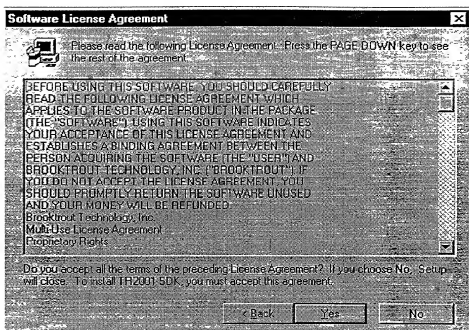 Software License Agreement
Please read the following License Agreement. Press the PAGE DOWN key to see
the rest of the agreement.
BEFORE USING THIS SOFTWARE, YOU SHOULD CAREFULLY
READ THE FOLLOWING LICENSE AGREEMENT WHICH
APPLIES TO THE SOFTWARE PRODUCT IN THE PACKAGE
(THE "SOFTWARE"). USING THIS SOFTWARE INDICATES
YOUR ACCEPTANCE OF THIS LICENSE AGREEMENT AND
ESTABLISHES A BINDING AGREEMENT BETWEEN THE
PERSON ACQUIRING THE SOFTWARE (THE "USER") AND
BROOKTROUT TECHNOLOGY, INC. ("BROOKTROUT"). IF
YOU DO NOT ACCEPT THE LICENSE AGREEMENT, YOU
SHOULD PROMPTLY RETURN THE SOFTWARE UNUSED
AND YOUR MONEY WILL BE REFUNDED.
Brooktrout Technology, Inc.
Multi-Use License Agreement
Proprietary Rights
Do you accept all the terms of the preceding License Agreement? If you choose No, Setup
will close. To install TR2001-SDK, you must accept this agreement.
< Back
Yes
No